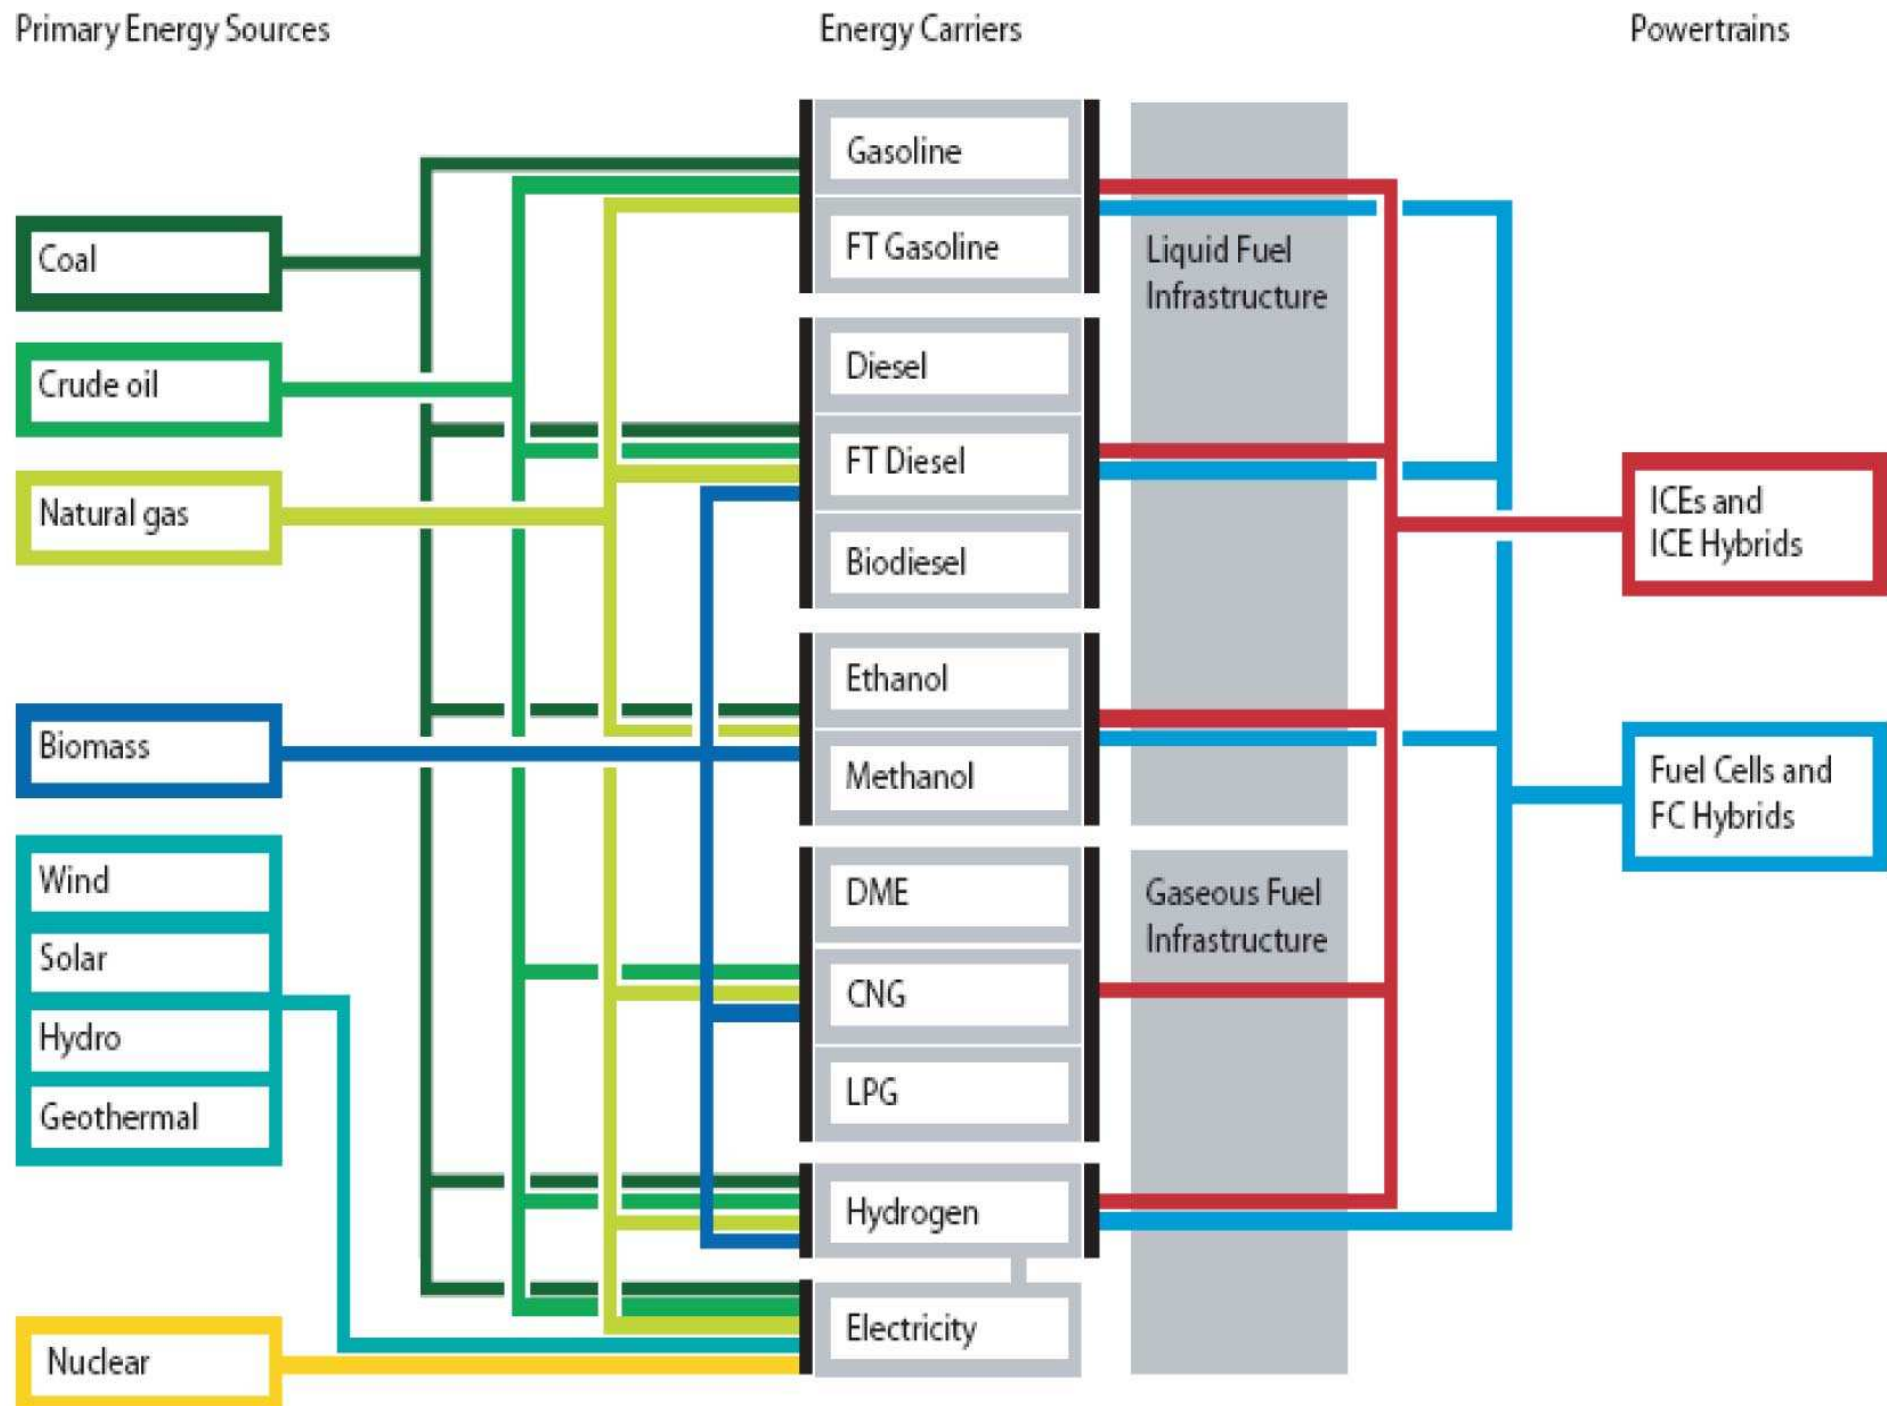 Primary Energy Sources
Energy Carriers
Powertrains
Coal
Crude oil
Natural gas
Biomass
Wind
Solar
Hydro
Geothermal
Nuclear
Gasoline
FT Gasoline
Diesel
FT Diesel
Biodiesel
Ethanol
Methanol
DME
CNG
LPG
Hydrogen
Electricity
Liquid Fuel
Infrastructure
Gaseous Fuel
Infrastructure
ICEs and
ICE Hybrids
Fuel Cells and
FC Hybrids